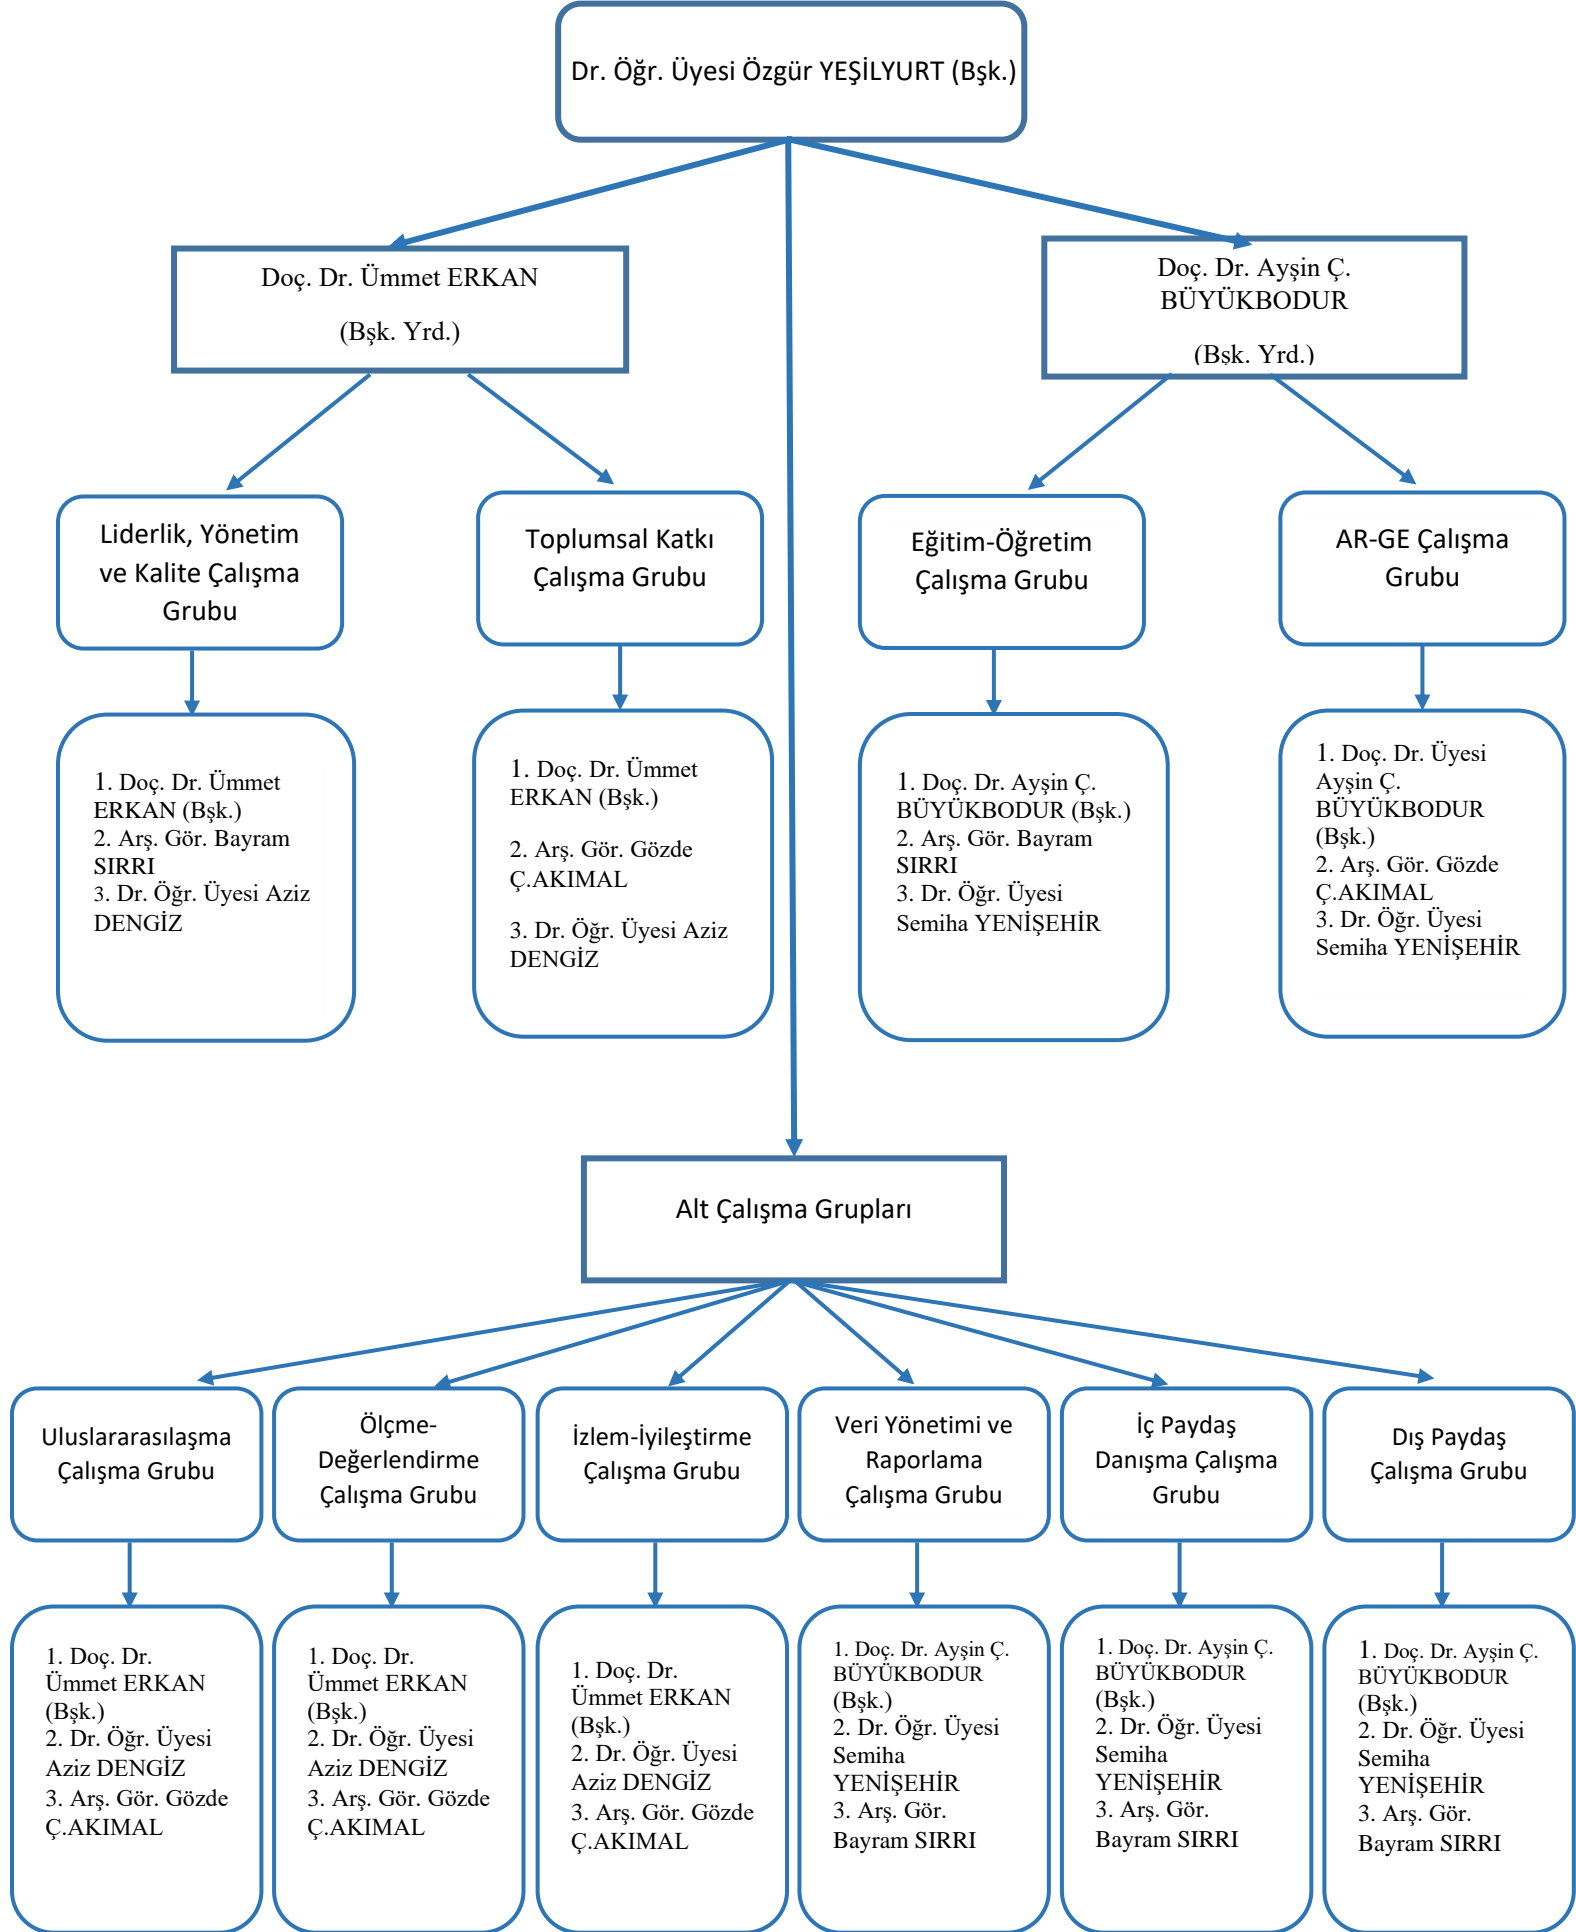 Dr. Öğr. Üyesi Özgür YEŞİLYURT (Bşk.)
Doç. Dr. Ümmet ERKAN
(Bşk. Yrd.)
Doç. Dr. Ayşin Ç.
BÜYÜKBODUR
(Bşk. Yrd.)
Liderlik, Yönetim
ve Kalite Çalışma
Grubu
Toplumsal Katkı
Çalışma Grubu
Eğitim-Öğretim
Çalışma Grubu
AR-GE Çalışma
Grubu
1. Doç. Dr. Ümmet
ERKAN (Bşk.)
2. Arş. Gör. Bayram
SIRRI
3. Dr. Öğr. Üyesi Aziz
DENGİZ
1. Doç. Dr. Ümmet
ERKAN (Bşk.)
2. Arş. Gör. Gözde
Ç.AKIMAL
3. Dr. Öğr. Üyesi Aziz
DENGİZ
1. Doç. Dr. Ayşin Ç.
BÜYÜKBODUR (Bşk.)
2. Arş. Gör. Bayram
SIRRI
3. Dr. Öğr. Üyesi
Semiha YENİŞEHİR
1. Doç. Dr. Üyesi
Ayşin Ç.
BÜYÜKBODUR
(Bşk.)
2. Arş. Gör. Gözde
Ç.AKIMAL
3. Dr. Öğr. Üyesi
Semiha YENİŞEHİR
Alt Çalışma Grupları
Uluslararasılaşma
Çalışma Grubu
Ölçme-
Değerlendirme
Çalışma Grubu
İzlem-İyileştirme
Çalışma Grubu
Veri Yönetimi ve
Raporlama
Çalışma Grubu
İç Paydaş
Danışma Çalışma
Grubu
Dış Paydaş
Çalışma Grubu
1. Doç. Dr.
Ümmet ERKAN
(Bşk.)
2. Dr. Öğr. Üyesi
Aziz DENGİZ
3. Arş. Gör. Gözde
Ç.AKIMAL
1. Doç. Dr.
Ümmet ERKAN
(Bşk.)
2. Dr. Öğr. Üyesi
Aziz DENGİZ
3. Arş. Gör. Gözde
Ç.AKIMAL
1. Doç. Dr.
Ümmet ERKAN
(Bşk.)
2. Dr. Öğr. Üyesi
Aziz DENGİZ
3. Arş. Gör. Gözde
Ç.AKIMAL
1. Doç. Dr. Ayşin Ç.
BÜYÜKBODUR
(Bşk.)
2. Dr. Öğr. Üyesi
Semiha
YENİŞEHİR
3. Arş. Gör.
Bayram SIRRI
1. Doç. Dr. Ayşin Ç.
BÜYÜKBODUR
(Bşk.)
2. Dr. Öğr. Üyesi
Semiha
YENİŞEHİR
3. Arş. Gör.
Bayram SIRRI
1. Doç. Dr. Ayşin Ç.
BÜYÜKBODUR
(Bşk.)
2. Dr. Öğr. Üyesi
Semiha
YENİŞEHİR
3. Arş. Gör.
Bayram SIRRI